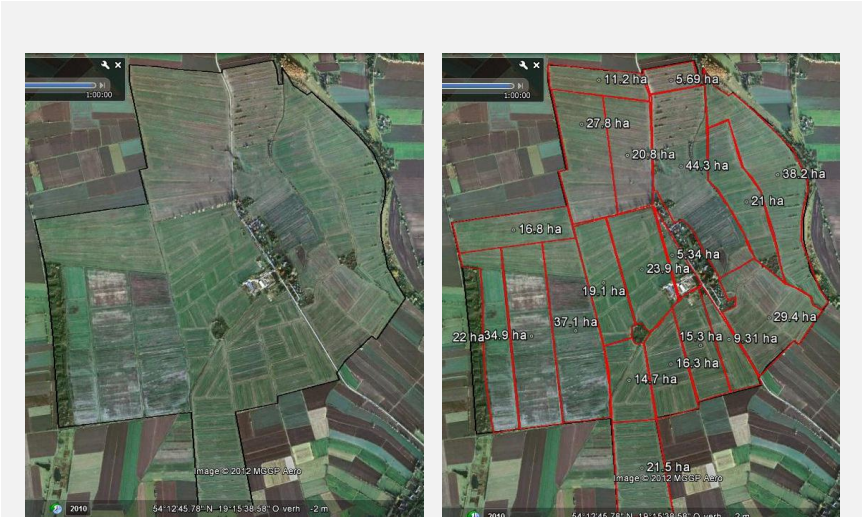 1:00:00
Image © 2012 MGGP Aero
2010 54°12'45.78" N 19°15'38.58" O verh -2 m
1:00:00
11.2 ha
5.69 ha
27.8 ha
20.8 ha
44.3 ha
38.2 ha
21 ha
16.8 ha
5.34 ha
23.9 ha
19.1 ha
29.4 ha
22 ha
34.9 ha
37.1 ha
15.3 ha
9.31 ha
16.3 ha
14.7 ha
21.5 ha
Image © 2012 MGGP Aero
2010 54°12'45.78" N 19°15'38.58" O verh -2 m